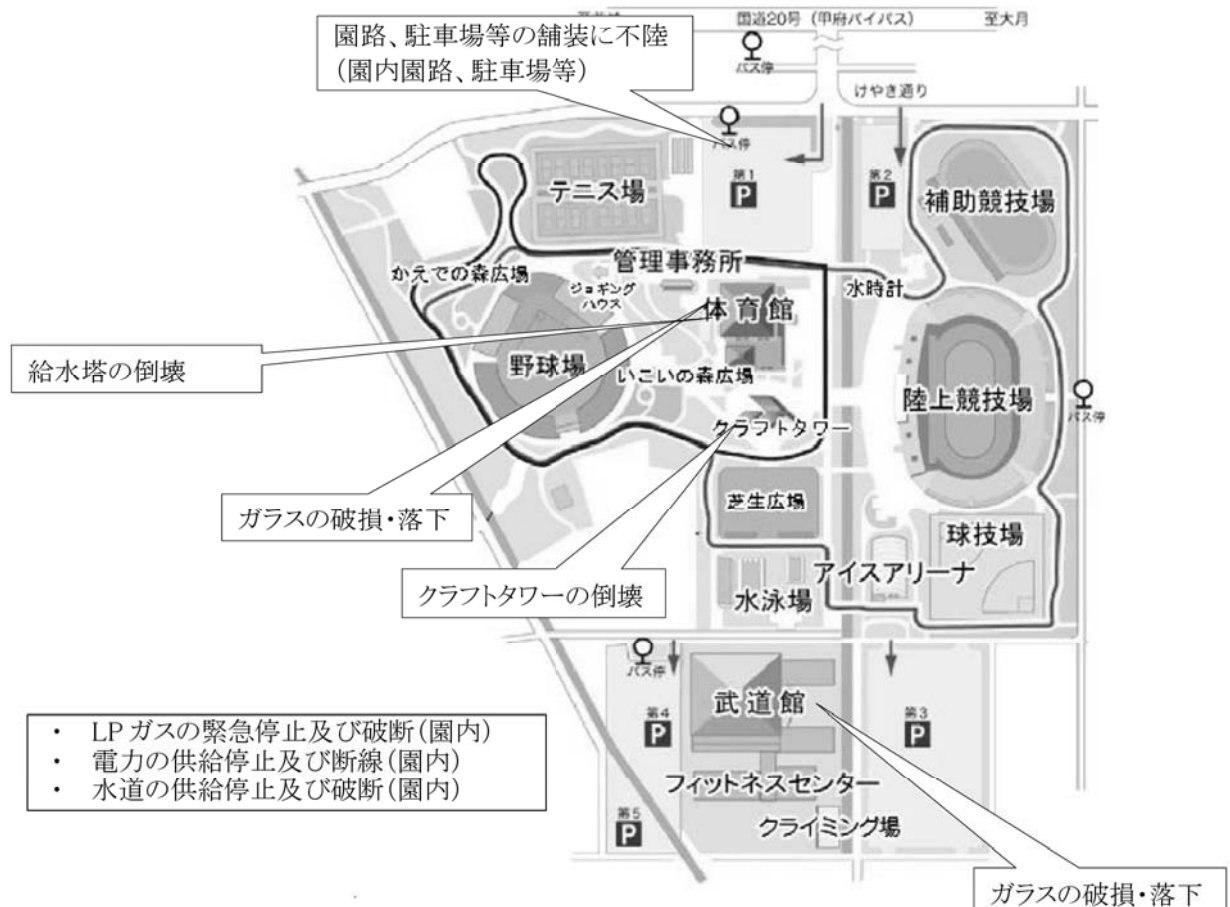 国道20号（甲府バイパス）
至大月
園路、駐車場等の舗装に不陸
（園内園路、駐車場等）
バス停
けやき通り
バス停
第1
P
第2
P
テニス場
補助競技場
管理事務所
かえでの森広場
ジョギング
ハウス
水時計
体育館
給水塔の倒壊
野球場
いこいの森広場
陸上競技場
バス停
クラフトタワー
ガラスの破損・落下
芝生広場
球技場
アイスアリーナ
クラフトタワーの倒壊
水泳場
バス停
武道館
第4
P
第3
P
・ LPガスの緊急停止及び破断（園内）
・ 電力の供給停止及び断線（園内）
・ 水道の供給停止及び破断（園内）
フィットネスセンター
第5
P
クライミング場
ガラスの破損・落下